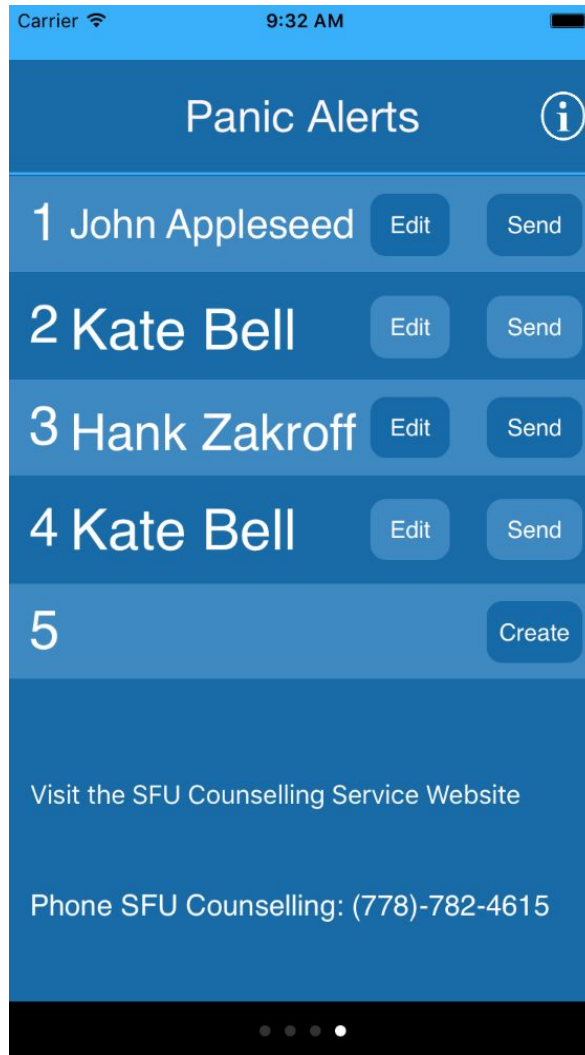 Carrier 9:32 AM
Panic Alerts i
1 John Appleseed Edit Send
2 Kate Bell Edit Send
3 Hank Zakroff Edit Send
4 Kate Bell Edit Send
5 Create
Visit the SFU Counselling Service Website
Phone SFU Counselling: (778)-782-4615